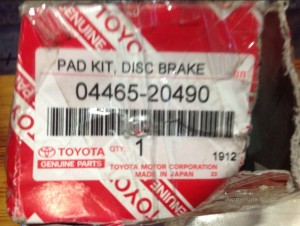 TOYOTA
GENUINE
PAD KIT, DISC BRAKE
04465-20490
TOYOTA
GENUINE PARTS
QTY.
1
1912
TOYOTA MOTOR CORPORATION
MADE IN JAPAN
TOYOTA